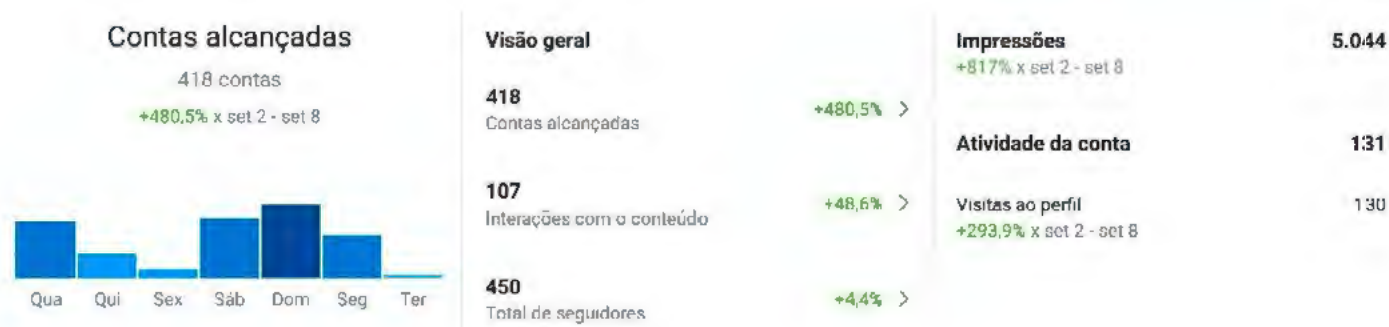 Contas alcançadas
418 contas
+480,5% x set 2 - set 8
Qua Qui Sex Sáb Dom Seg Ter
Visão geral
418 +480,5% >
Contas alcançadas
107 +48,6% >
Interações com o conteúdo
450 +4,4% >
Total de seguidores
Impressões 5.044
+817% x set 2 - set 8
Atividade da conta 131
Visitas ao perfil 130
+293,9% x set 2 - set 8